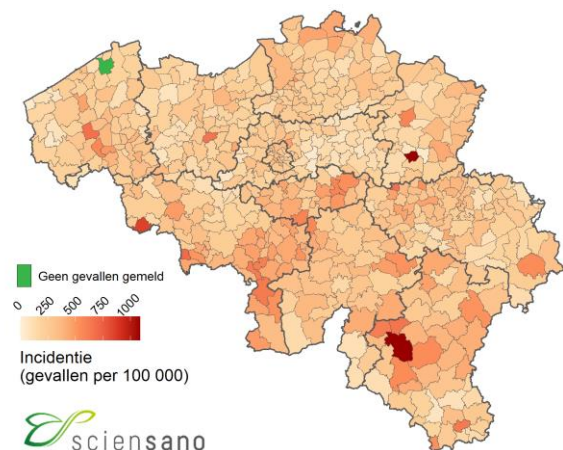 Geen gevallen gemeld
0 250 500 750 1000
Incidentie
(gevallen per 100 000)
sciensano